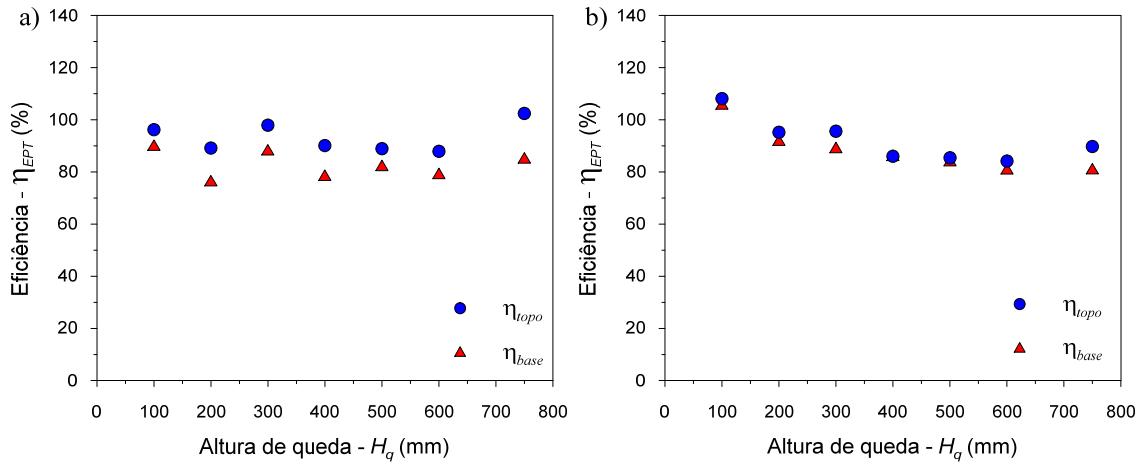 a)
140
120
100
80
60
40
20
0
Eficiência - ηEPT (%)
ηtopo
ηbase
0 100 200 300 400 500 600 700 800
Altura de queda - Hq (mm)
b)
140
120
100
80
60
40
20
0
Eficiência - ηEPT (%)
ηtopo
ηbase
0 100 200 300 400 500 600 700 800
Altura de queda - Hq (mm)